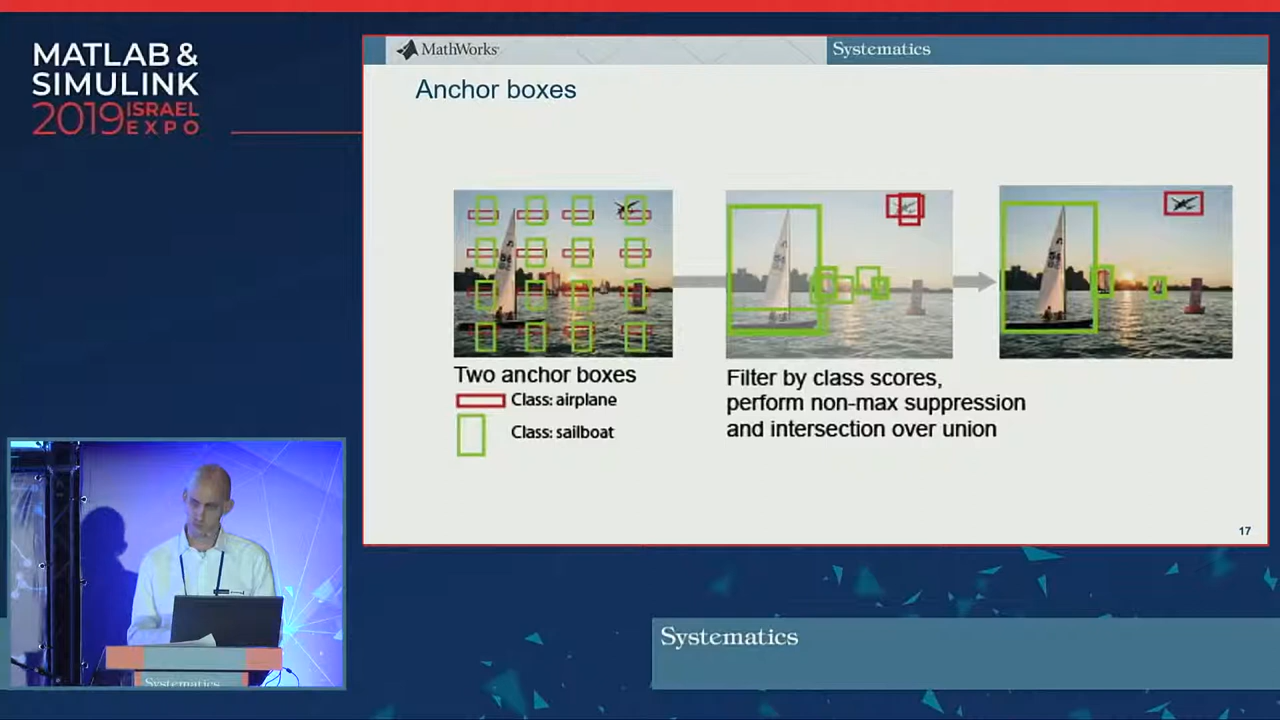 MATLAB &
SIMULINK
2019 ISRAEL EXPO
MathWorks
Systematics
Anchor boxes
Two anchor boxes
Class: airplane
Class: sailboat
Filter by class scores,
perform non-max suppression
and intersection over union
17
Systematics
Systematics